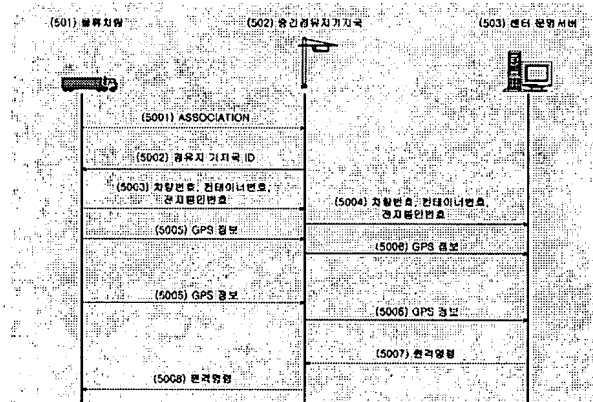 (501) 물류차량
(502) 중간경유지기지국
(503) 센터 운영서버
(5001) ASSOCIATION
(5002) 경유지 기지국 ID
(5003) 차량번호, 컨테이너번호,
전자봉인번호
(5004) 차량번호, 컨테이너번호,
전자봉인번호
(5005) GPS 정보
(5006) GPS 정보
(5005) GPS 정보
(5006) GPS 정보
(5007) 원격명령
(5008) 원격명령